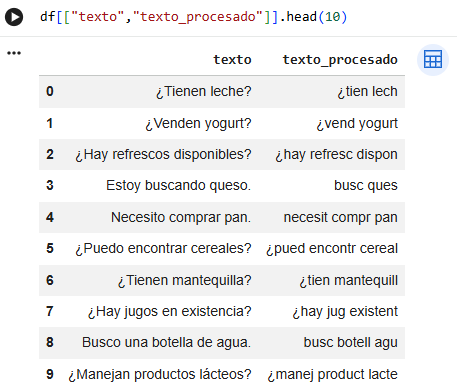 df[["texto","texto_procesado"]].head(10)
texto texto_procesado
0 ¿Tienen leche? ¿tien lech
1 ¿Venden yogurt? ¿vend yogurt
2 ¿Hay refrescos disponibles? ¿hay refresc dispon
3 Estoy buscando queso. busc ques
4 Necesito comprar pan. necesit compr pan
5 ¿Puedo encontrar cereales? ¿pued encontr cereal
6 ¿Tienen mantequilla? ¿tien mantequill
7 ¿Hay jugos en existencia? ¿hay jug existent
8 Busco una botella de agua. busc botell agu
9 ¿Manejan productos lácteos? ¿manej product lacte